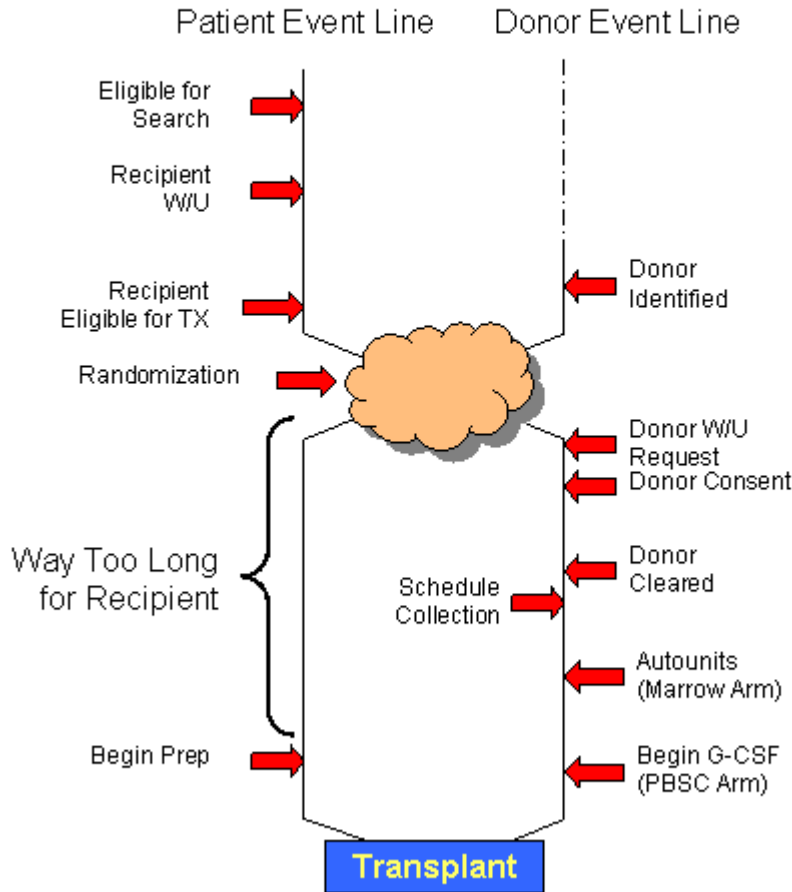 Patient Event Line
Donor Event Line
Eligible for
Search
Recipient
W/U
Donor
Identified
Recipient
Eligible for TX
Randomization
Donor W/U
Request
Donor Consent
Way Too Long
for Recipient
Donor
Cleared
Schedule
Collection
Autounits
(Marrow Arm)
Begin Prep
Begin G-CSF
(PBSC Arm)
Transplant